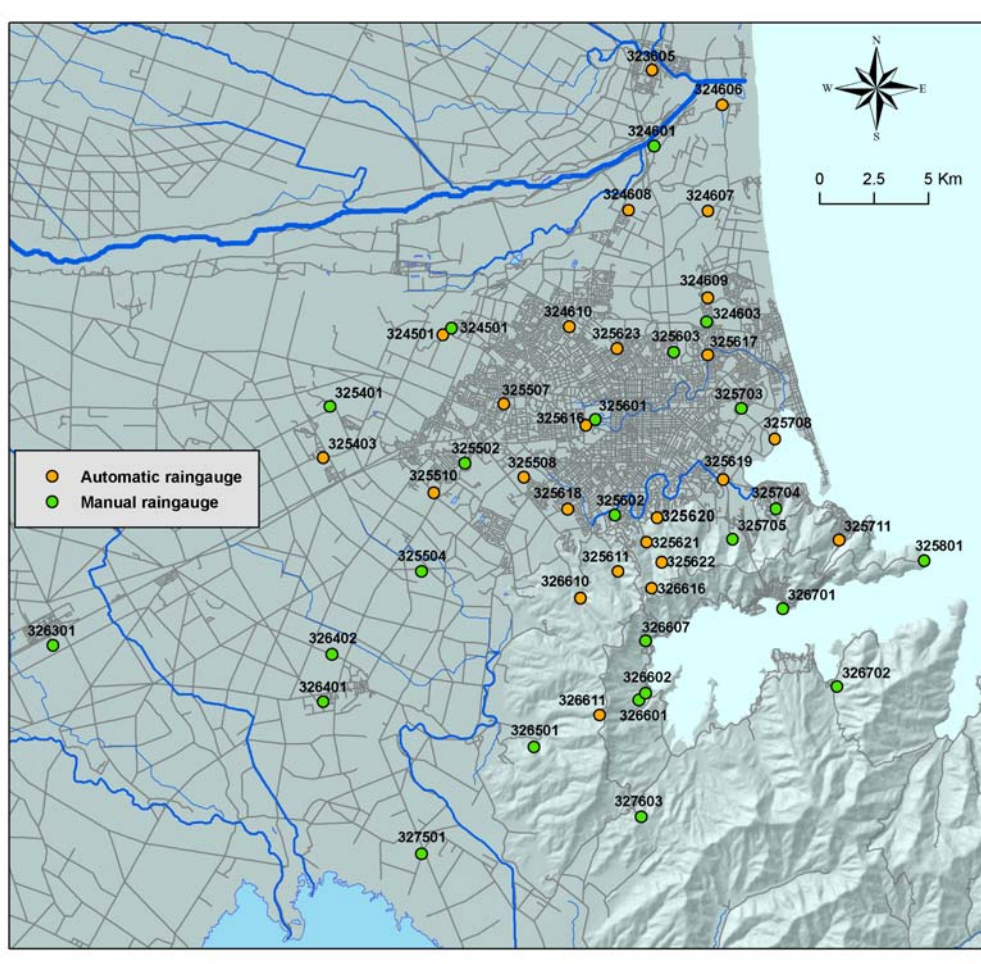 323605
N
324606
W E
324601
S
0 2.5 5 Km
324608 324607
324609
324610 324603
324501 324501
325623 325603 325617
325401 325507 325703
325616 325601
325708
325403 325502
Automatic raingauge
Manual raingauge
325510 325508 325619
325618 325602 325704
325620 325705 325711
325621
325504 325611 325622 325801
326610 326616 326701
326301 326402 326607
326401 326602 326702
326611 326601
326501
327603
327501